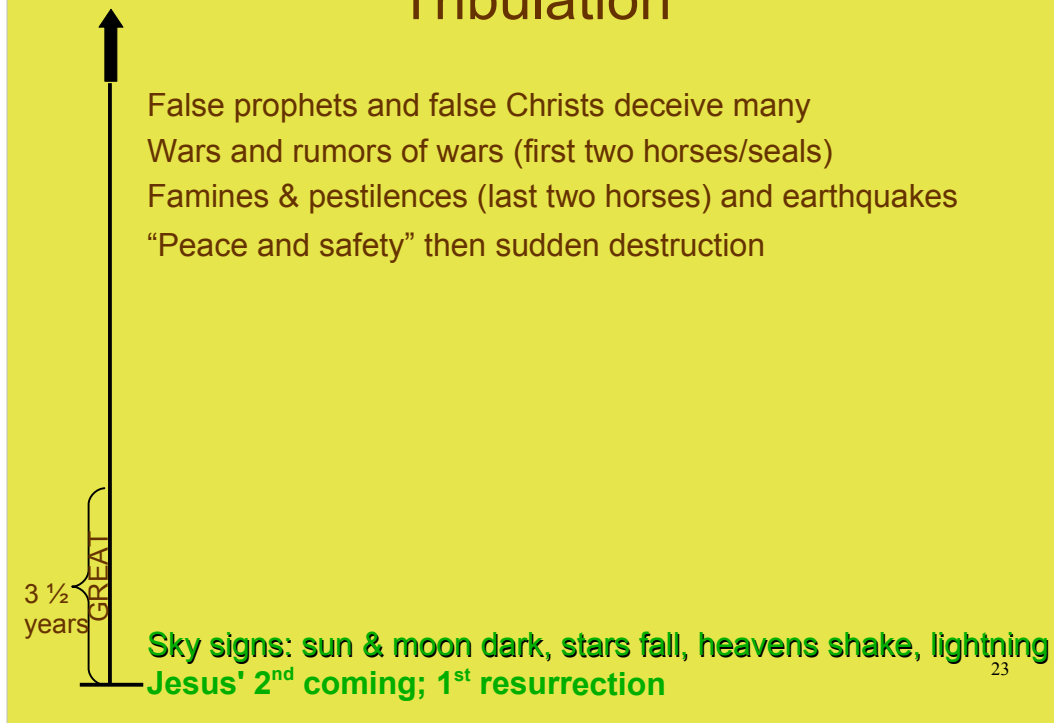 Tribulation
False prophets and false Christs deceive many
Wars and rumors of wars (first two horses/seals)
Famines & pestilences (last two horses) and earthquakes
“Peace and safety” then sudden destruction
GREAT
3 ½
years
Sky signs: sun & moon dark, stars fall, heavens shake, lightning
Jesus' 2nd coming; 1st resurrection
23